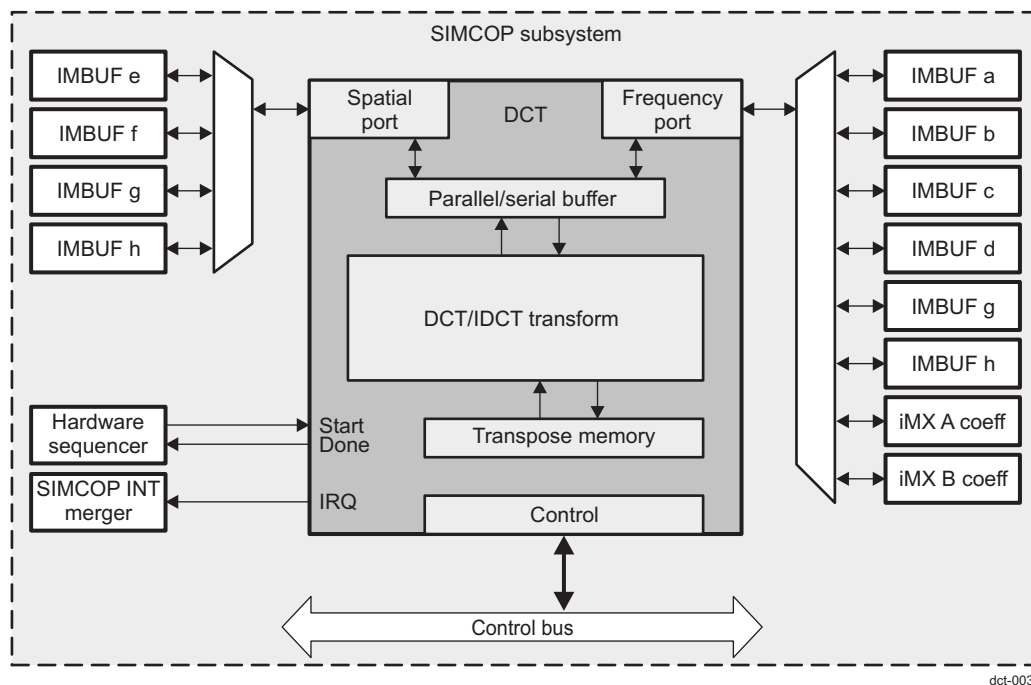 SIMCOP subsystem
IMBUF e
IMBUF f
IMBUF g
IMBUF h
Spatial
port
DCT
Frequency
port
Parallel/serial buffer
DCT/IDCT transform
Transpose memory
Control
Hardware
sequencer
Start
Done
SIMCOP INT
merger
IRQ
IMBUF a
IMBUF b
IMBUF c
IMBUF d
IMBUF g
IMBUF h
iMX A coeff
iMX B coeff
Control bus
dct-003